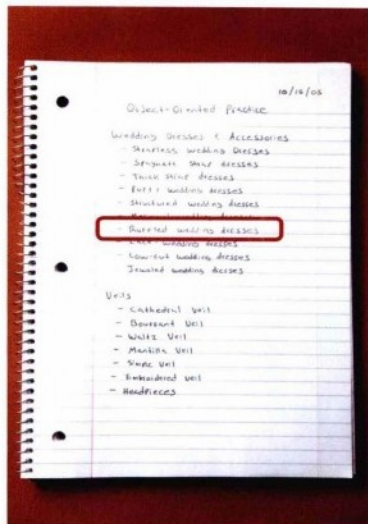 10/15/03
Object-Oriented Practice
Wedding Dresses & Accessories
- Strapless wedding Dresses
- Spaghetti strap dresses
- Thick strap dresses
- Puffy wedding dresses
- Structured wedding dresses
- wedding dresses
- Ruffled wedding dresses
- Lace wedding dresses
- Low-cut wedding dresses
- Jeweled wedding dresses
Veils
- Cathedral Veil
- Bouffant Veil
- Waltz Veil
- Mantilla Veil
- Simple Veil
- Embroidered Veil
- Headpieces